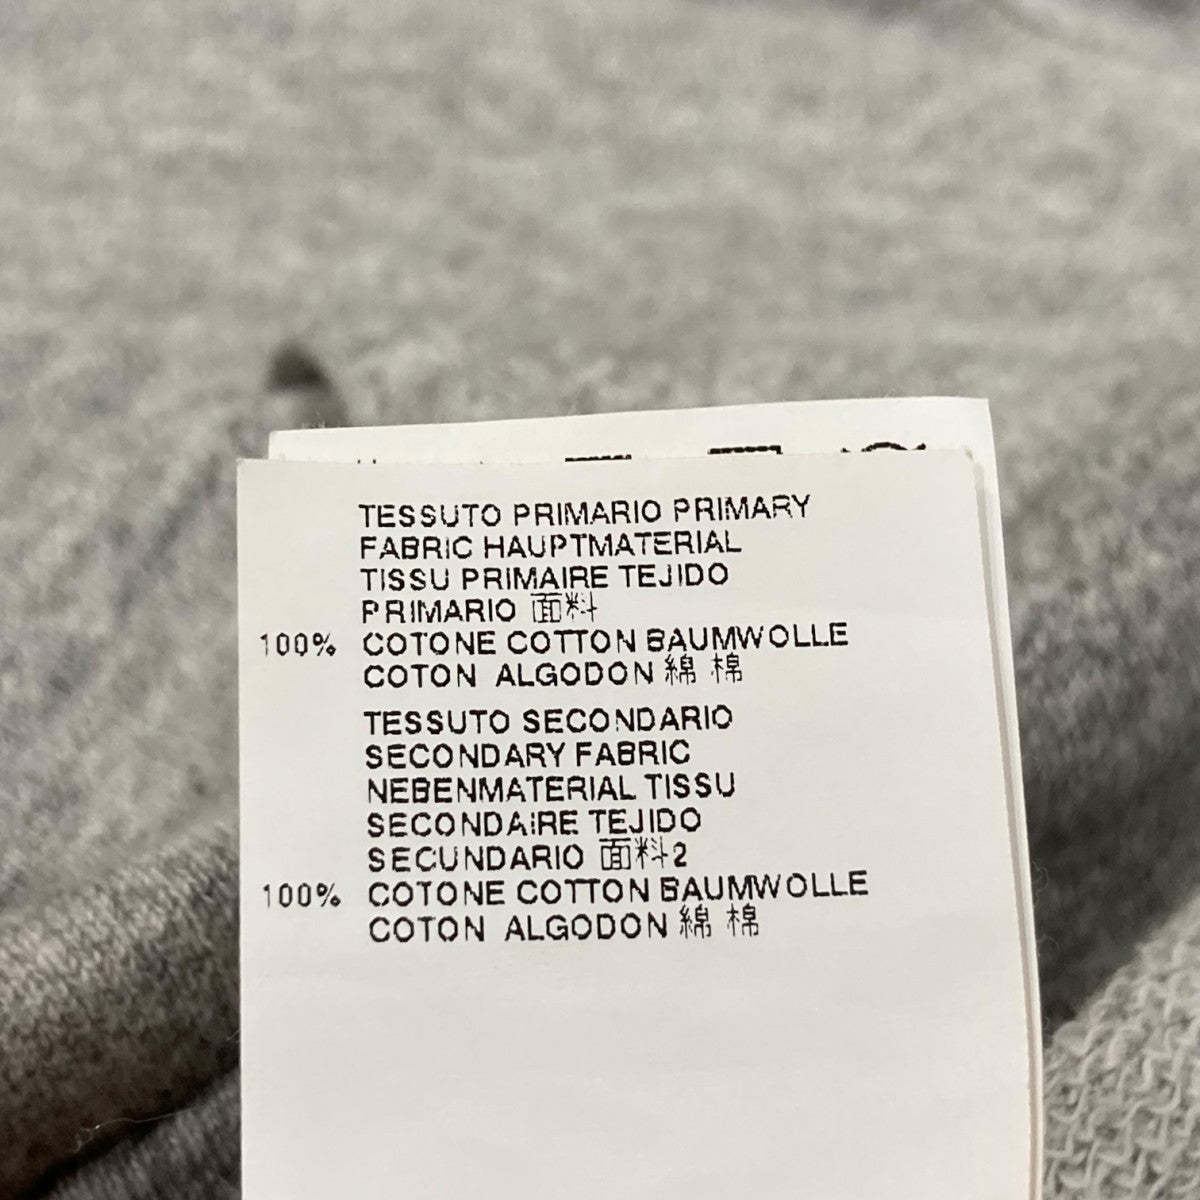 TESSUTO PRIMARIO PRIMARY
FABRIC HAUPTMATERIAL
TISSU PRIMAIRE TEJIDO
PRIMARIO 面料
100% COTONE COTTON BAUMWOLLE
COTON ALGODON 綿 棉
TESSUTO SECONDARIO
SECONDARY FABRIC
NEBENMATERIAL TISSU
SECONDAIRE TEJIDO
SECUNDARIO 面料2
100% COTONE COTTON BAUMWOLLE
COTON ALGODON 綿 棉